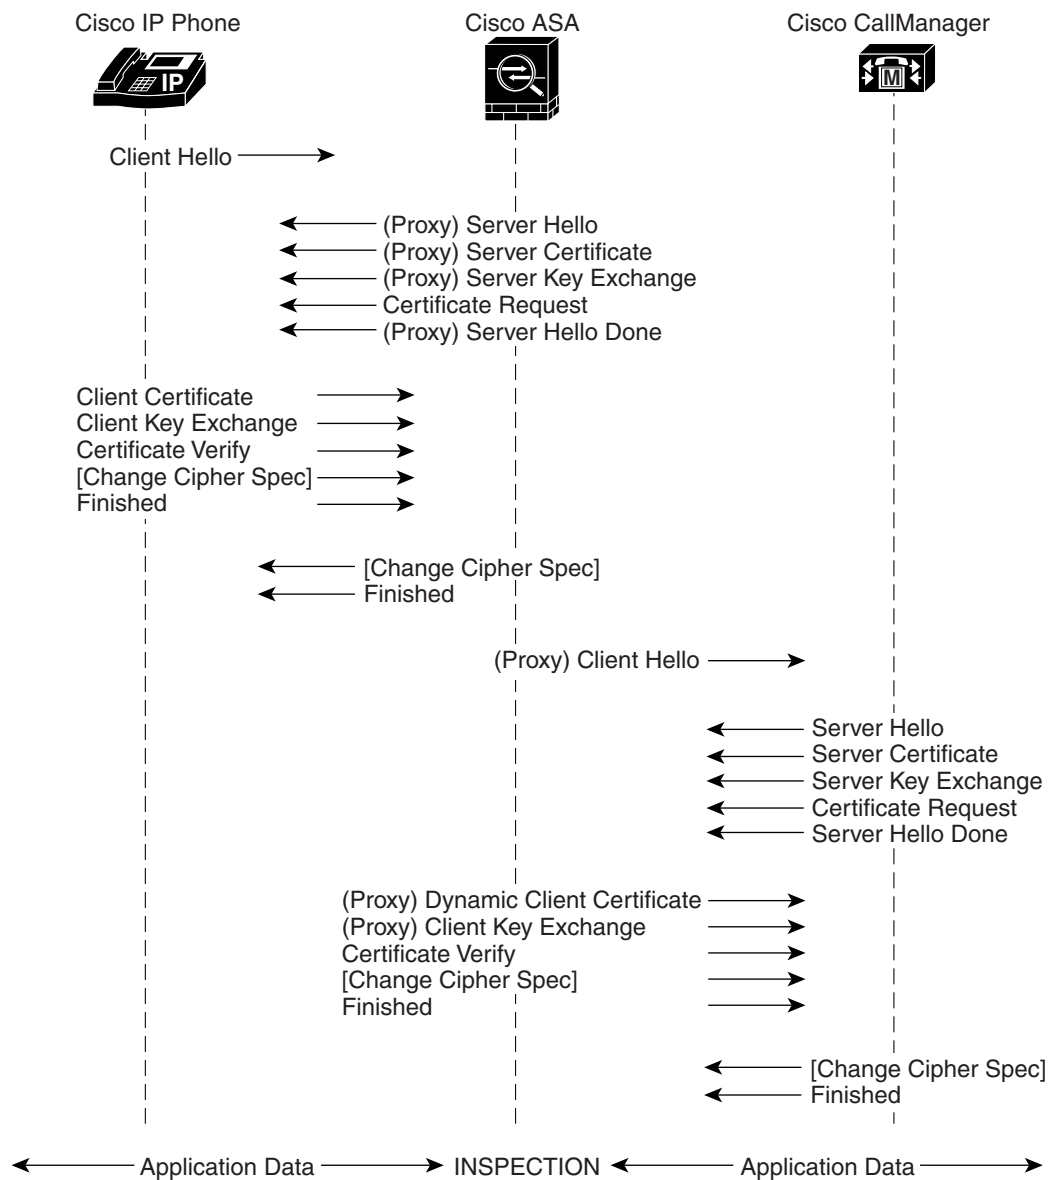 Cisco IP Phone
Cisco ASA
Cisco CallManager
IP
M
Client Hello
(Proxy) Server Hello
(Proxy) Server Certificate
(Proxy) Server Key Exchange
Certificate Request
(Proxy) Server Hello Done
Client Certificate
Client Key Exchange
Certificate Verify
[Change Cipher Spec]
Finished
[Change Cipher Spec]
Finished
(Proxy) Client Hello
Server Hello
Server Certificate
Server Key Exchange
Certificate Request
Server Hello Done
(Proxy) Dynamic Client Certificate
(Proxy) Client Key Exchange
Certificate Verify
[Change Cipher Spec]
Finished
[Change Cipher Spec]
Finished
Application Data
INSPECTION
Application Data